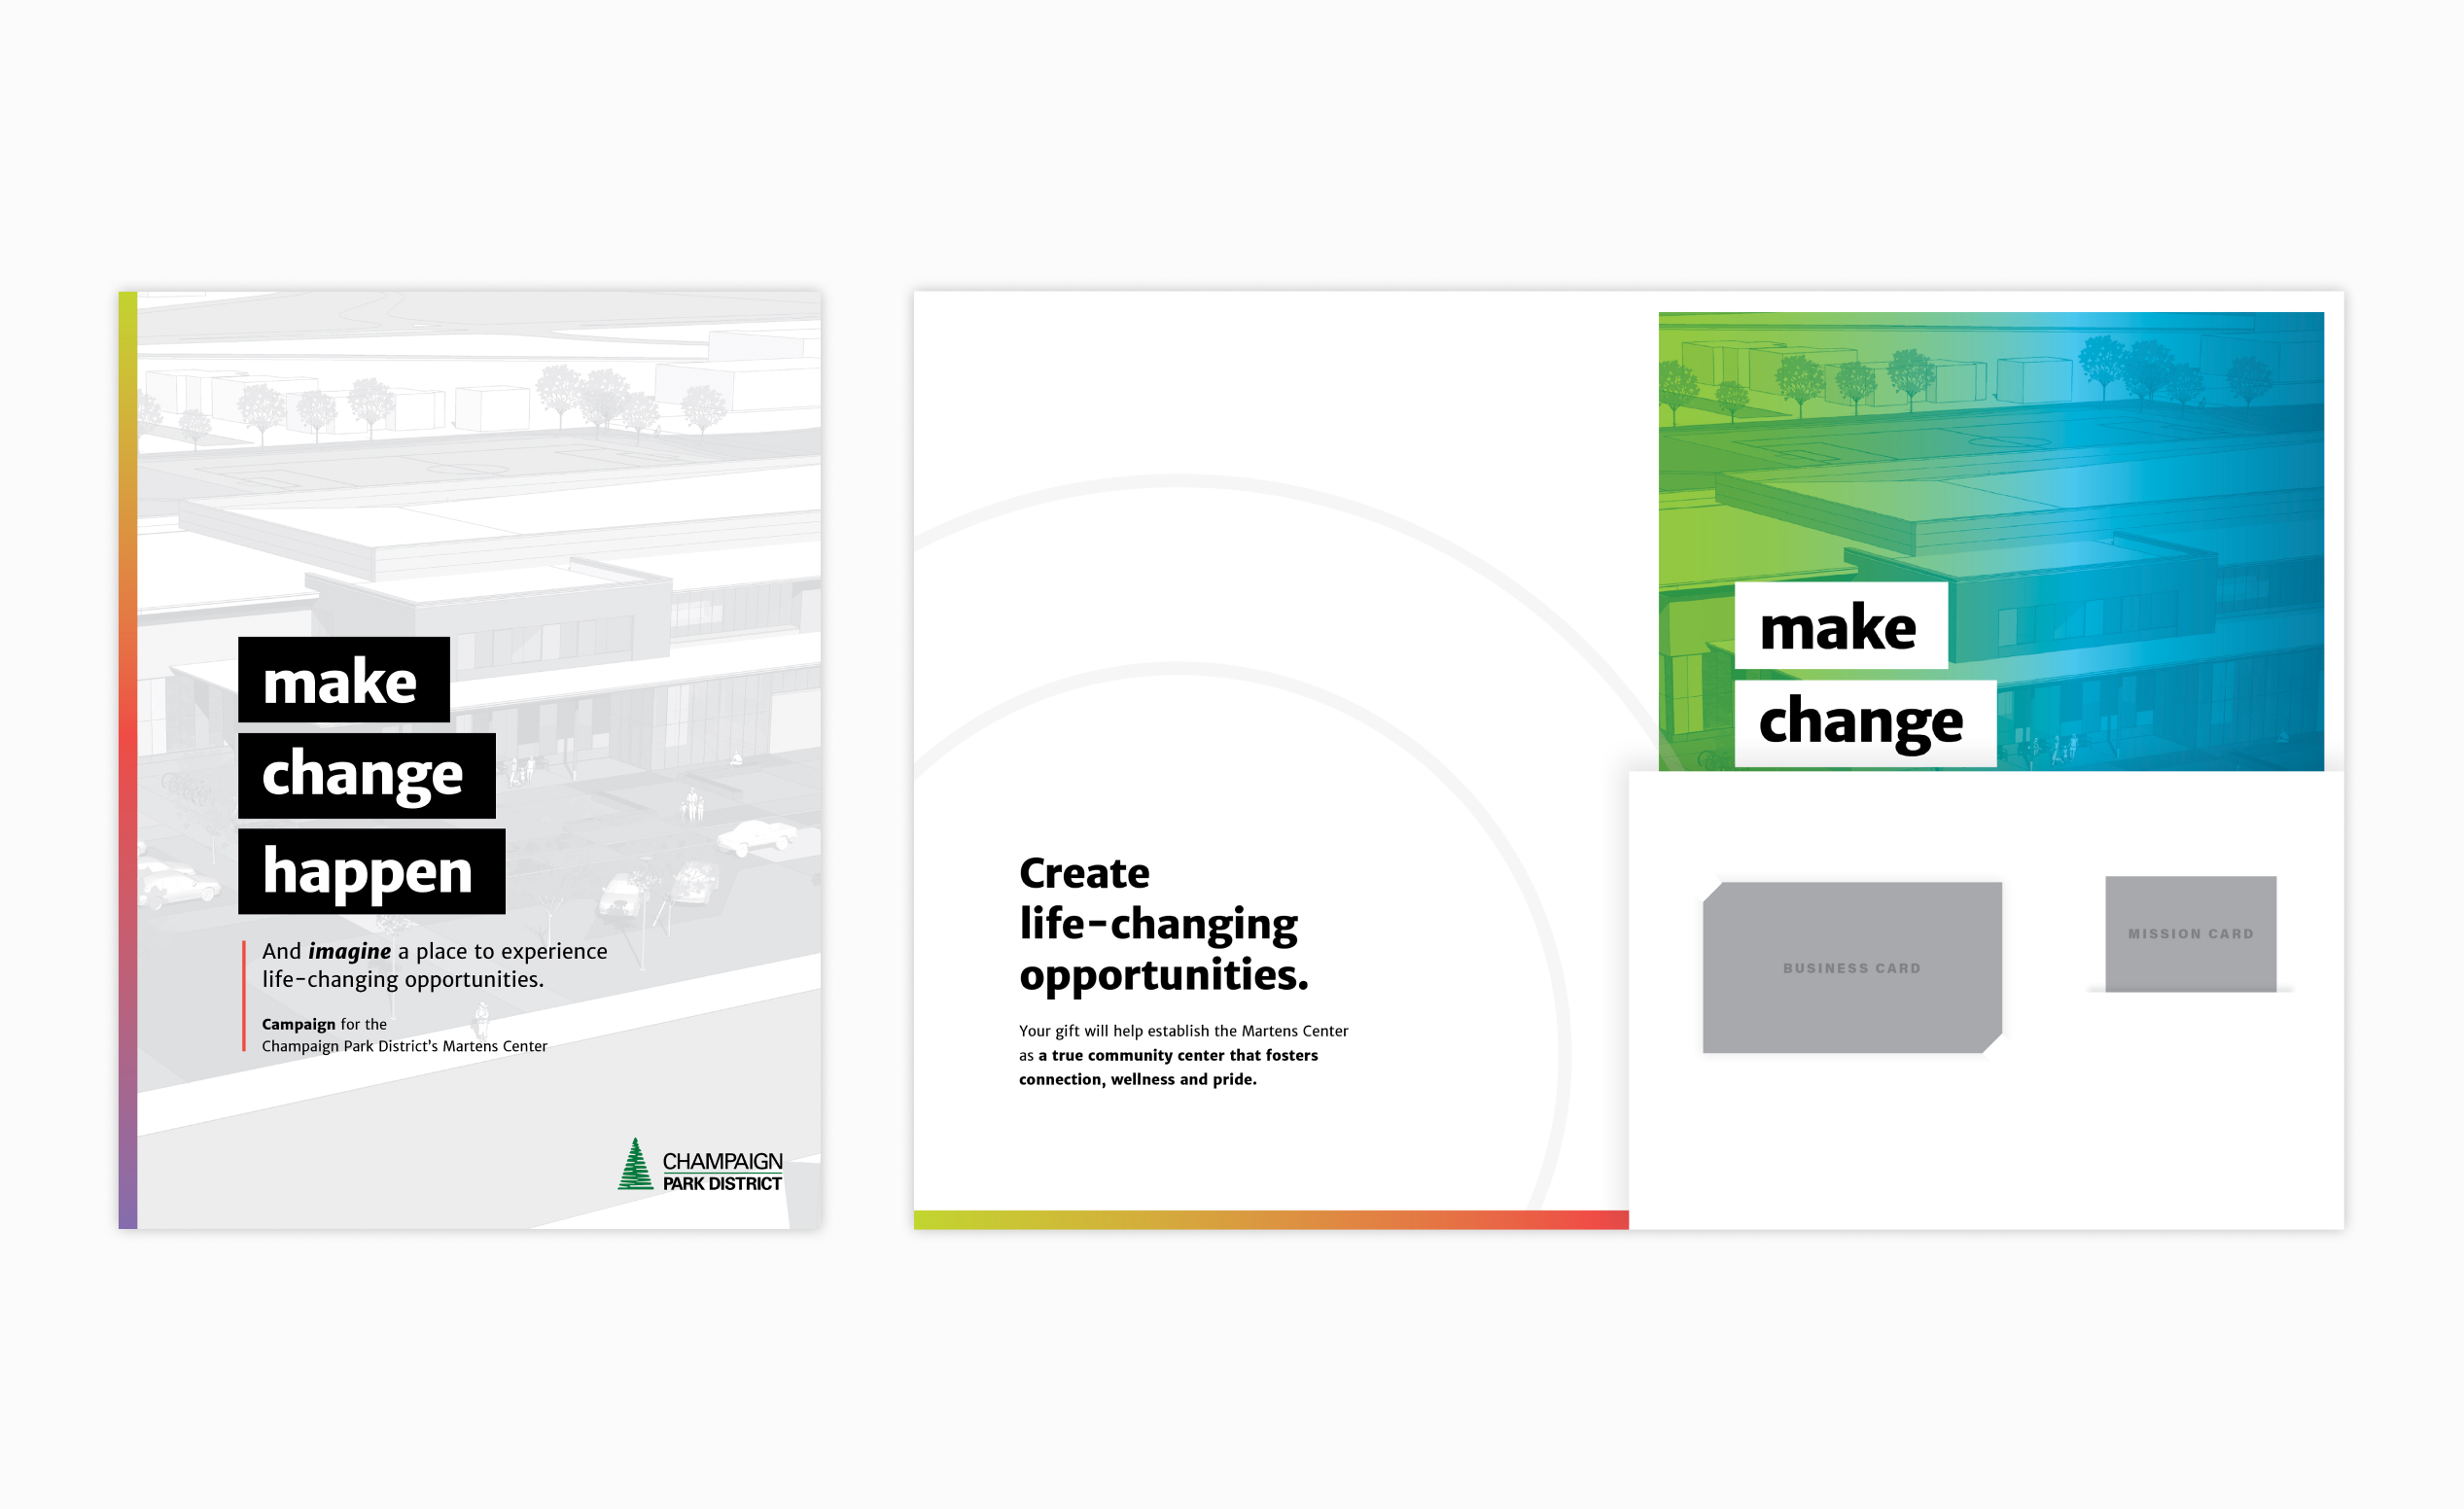 make
change
happen
And imagine a place to experience
life-changing opportunities.
Campaign for the
Champaign Park District's Martens Center
CHAMPAIGN
PARK DISTRICT
Create
life-changing
opportunities.
Your gift will help establish the Martens Center
as a true community center that fosters
connection, wellness and pride.
make
change
BUSINESS CARD
MISSION CARD